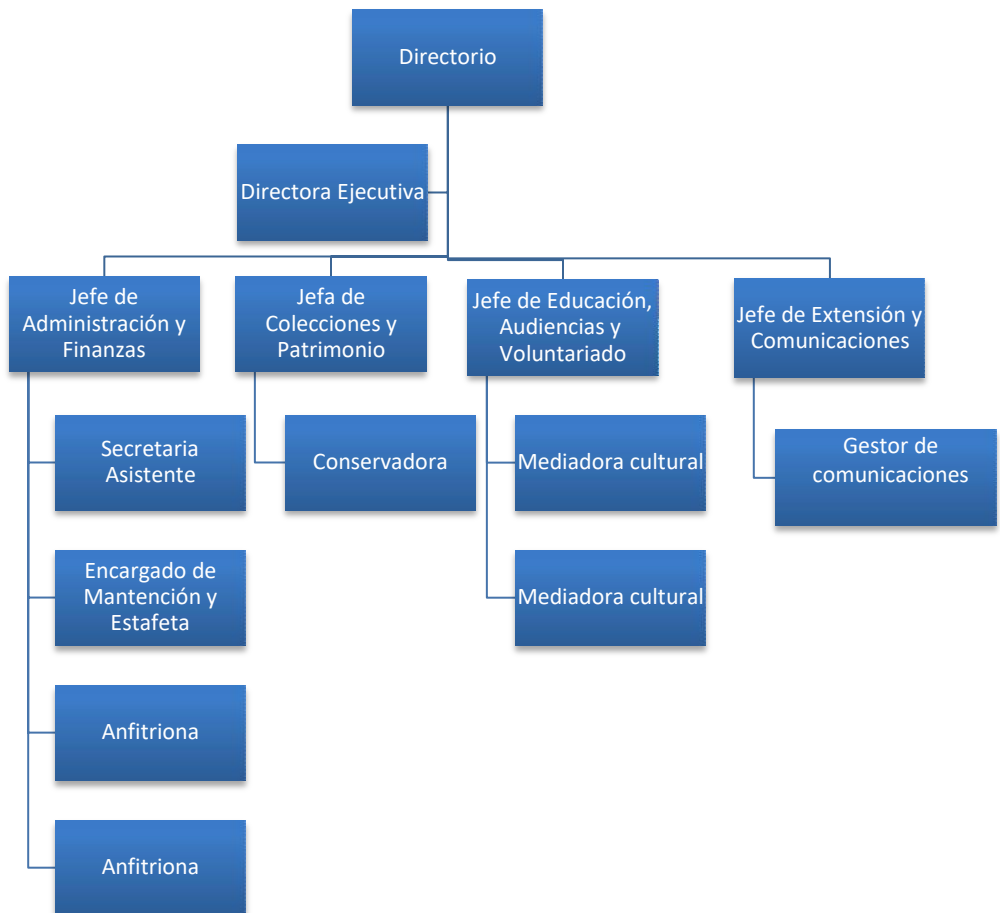 Directorio
Directora Ejecutiva
Jefe de
Administración y
Finanzas
Jefa de
Colecciones y
Patrimonio
Jefe de Educación,
Audiencias y
Voluntariado
Jefe de Extensión y
Comunicaciones
Secretaria
Asistente
Conservadora
Mediadora cultural
Gestor de
comunicaciones
Encargado de
Mantención y
Estafeta
Mediadora cultural
Anfitriona
Anfitriona